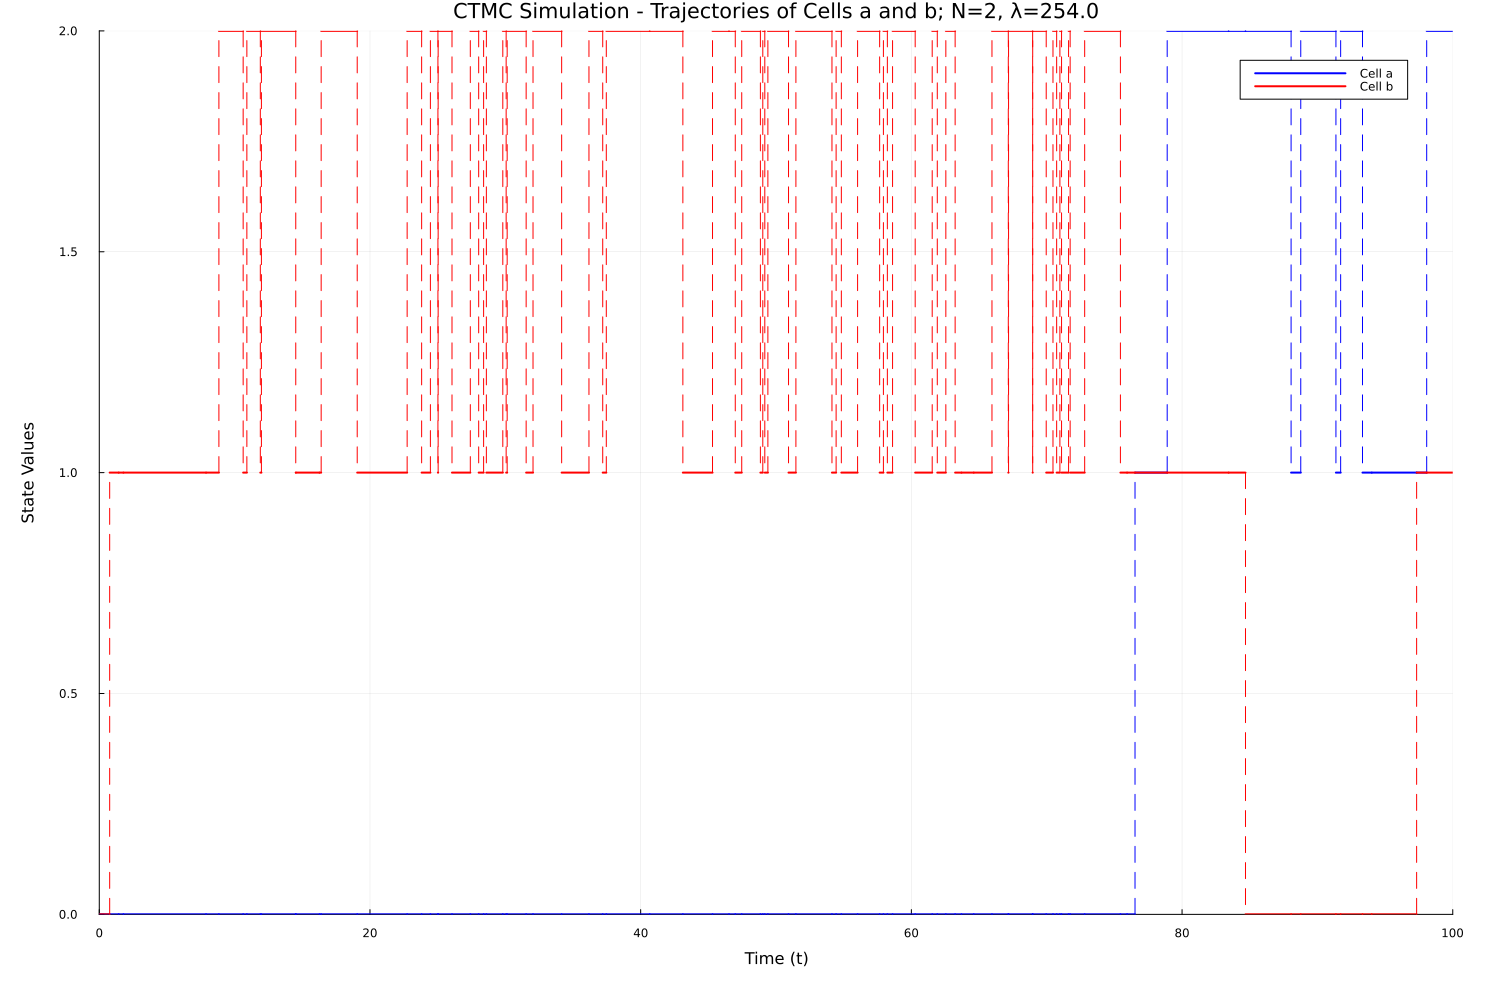 CTMC Simulation - Trajectories of Cells a and b; N=2, λ=254.0
2.0
Cell a
Cell b
1.5
1.0
State Values
0.5
0.0
0 20 40 60 80 100
Time (t)